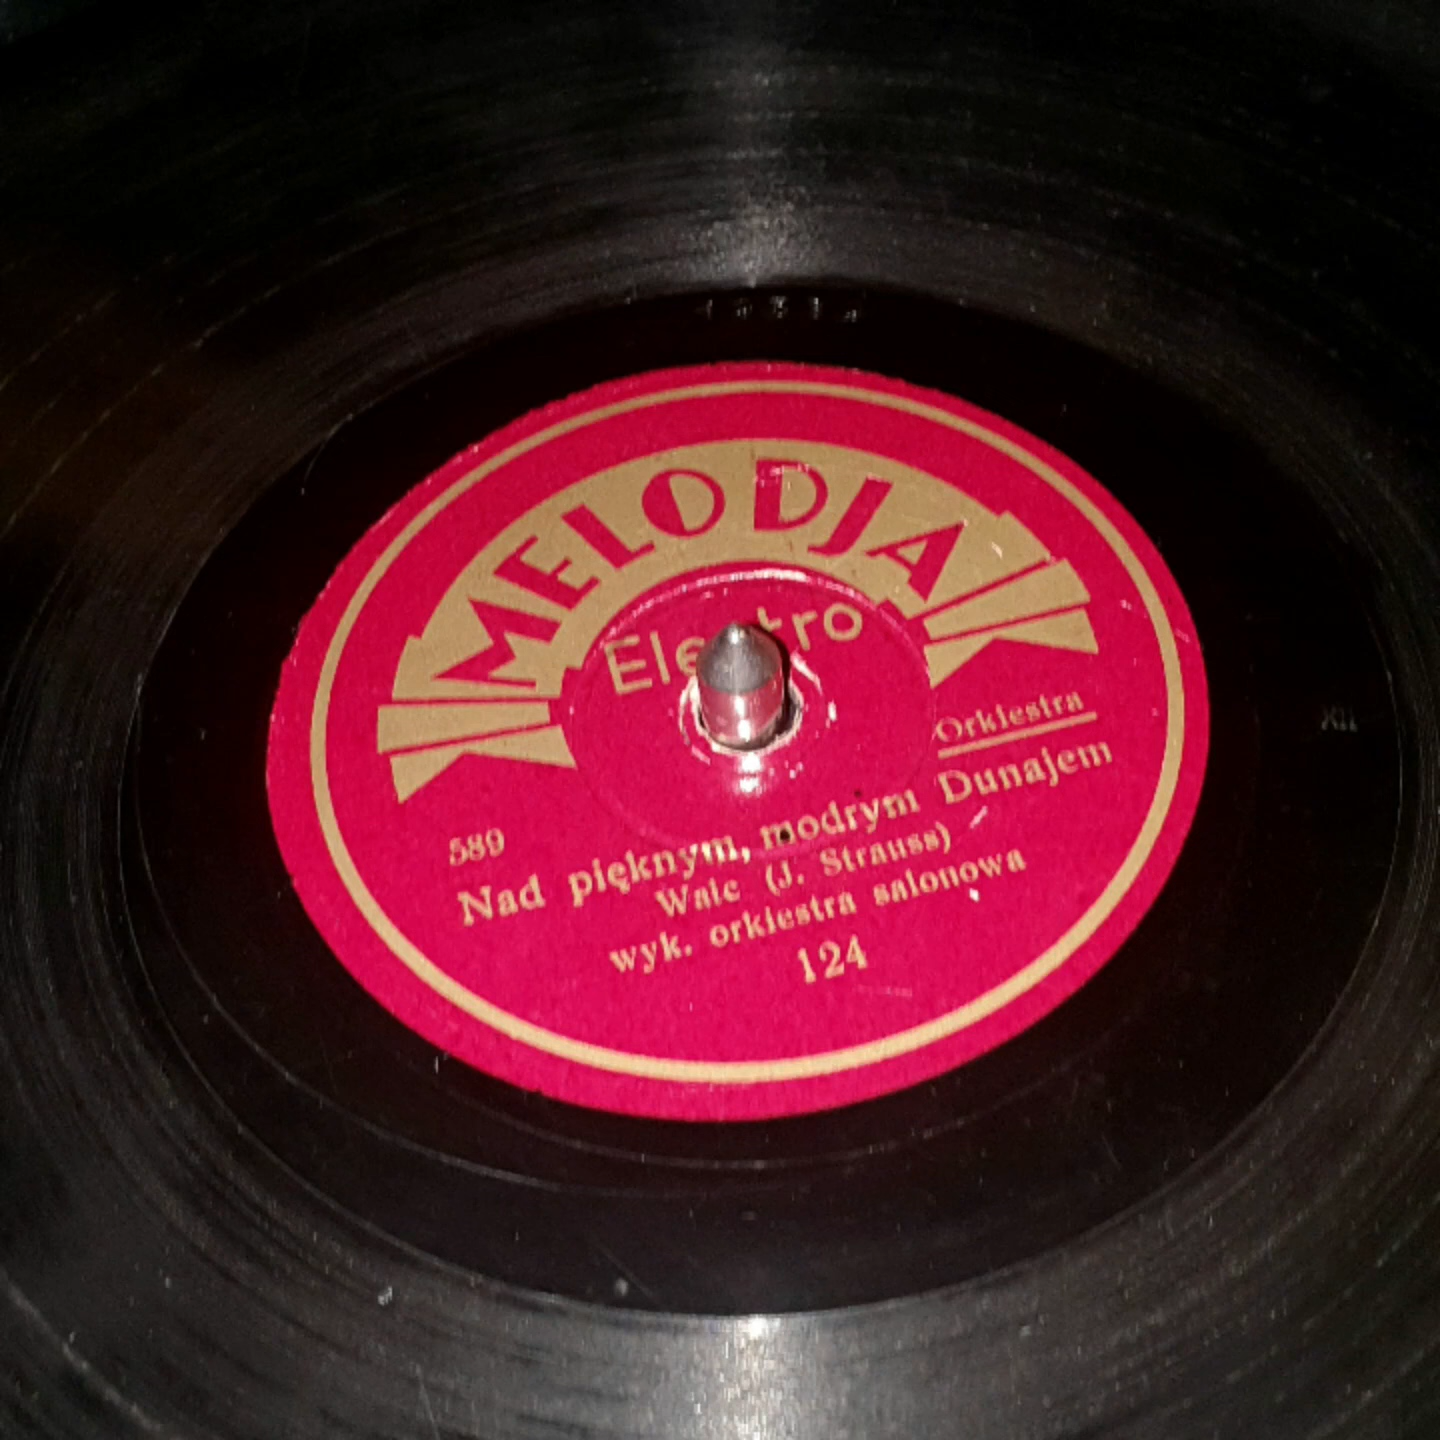 MELODJA
Electro
Orkiestra
589
Nad pięknym, modrym Dunajem
Walc (J. Strauss)
wyk. orkiestra salonowa
124